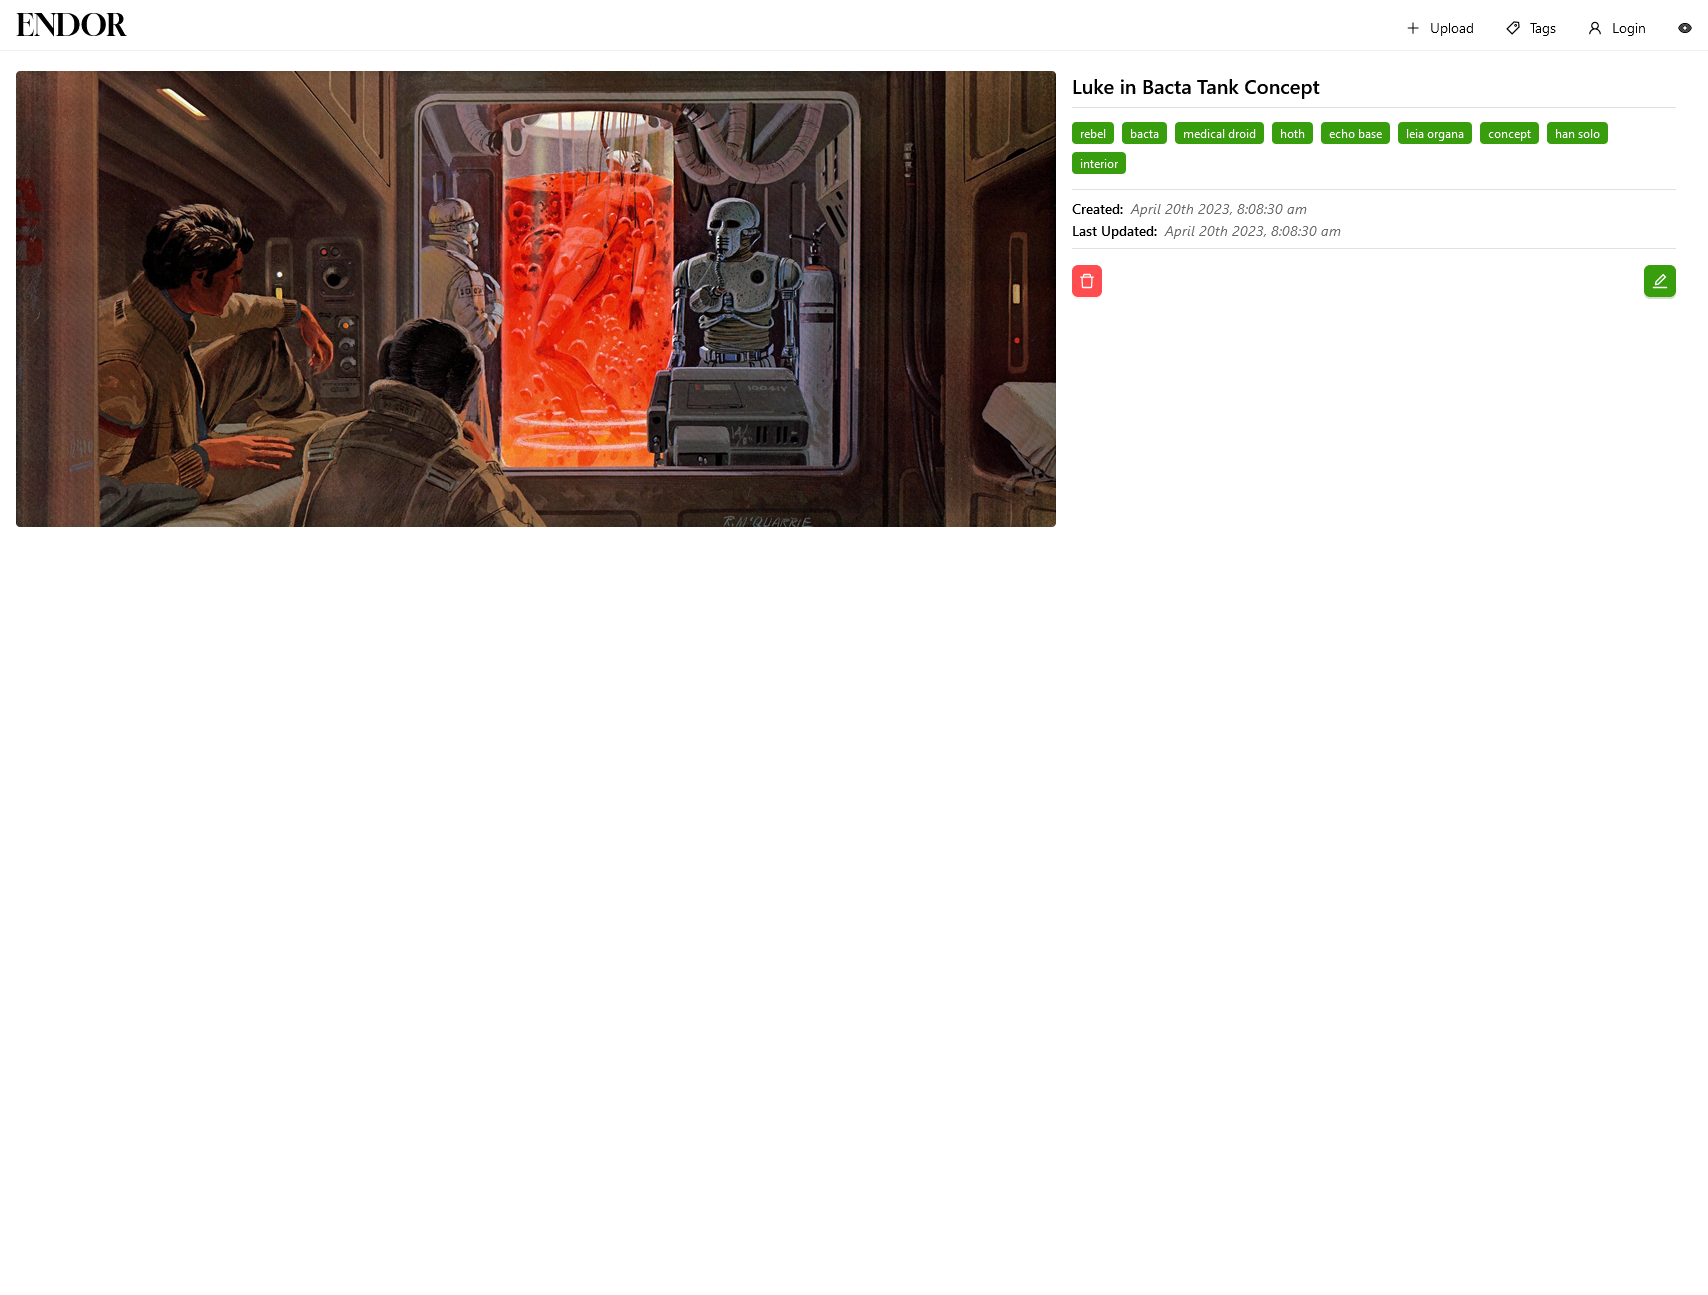 ENDOR
Upload Tags Login
Luke in Bacta Tank Concept
rebel bacta medical droid hoth echo base leia organa concept han solo
interior
Created: April 20th 2023, 8:08:30 am
Last Updated: April 20th 2023, 8:08:30 am
R.McQUARRIE